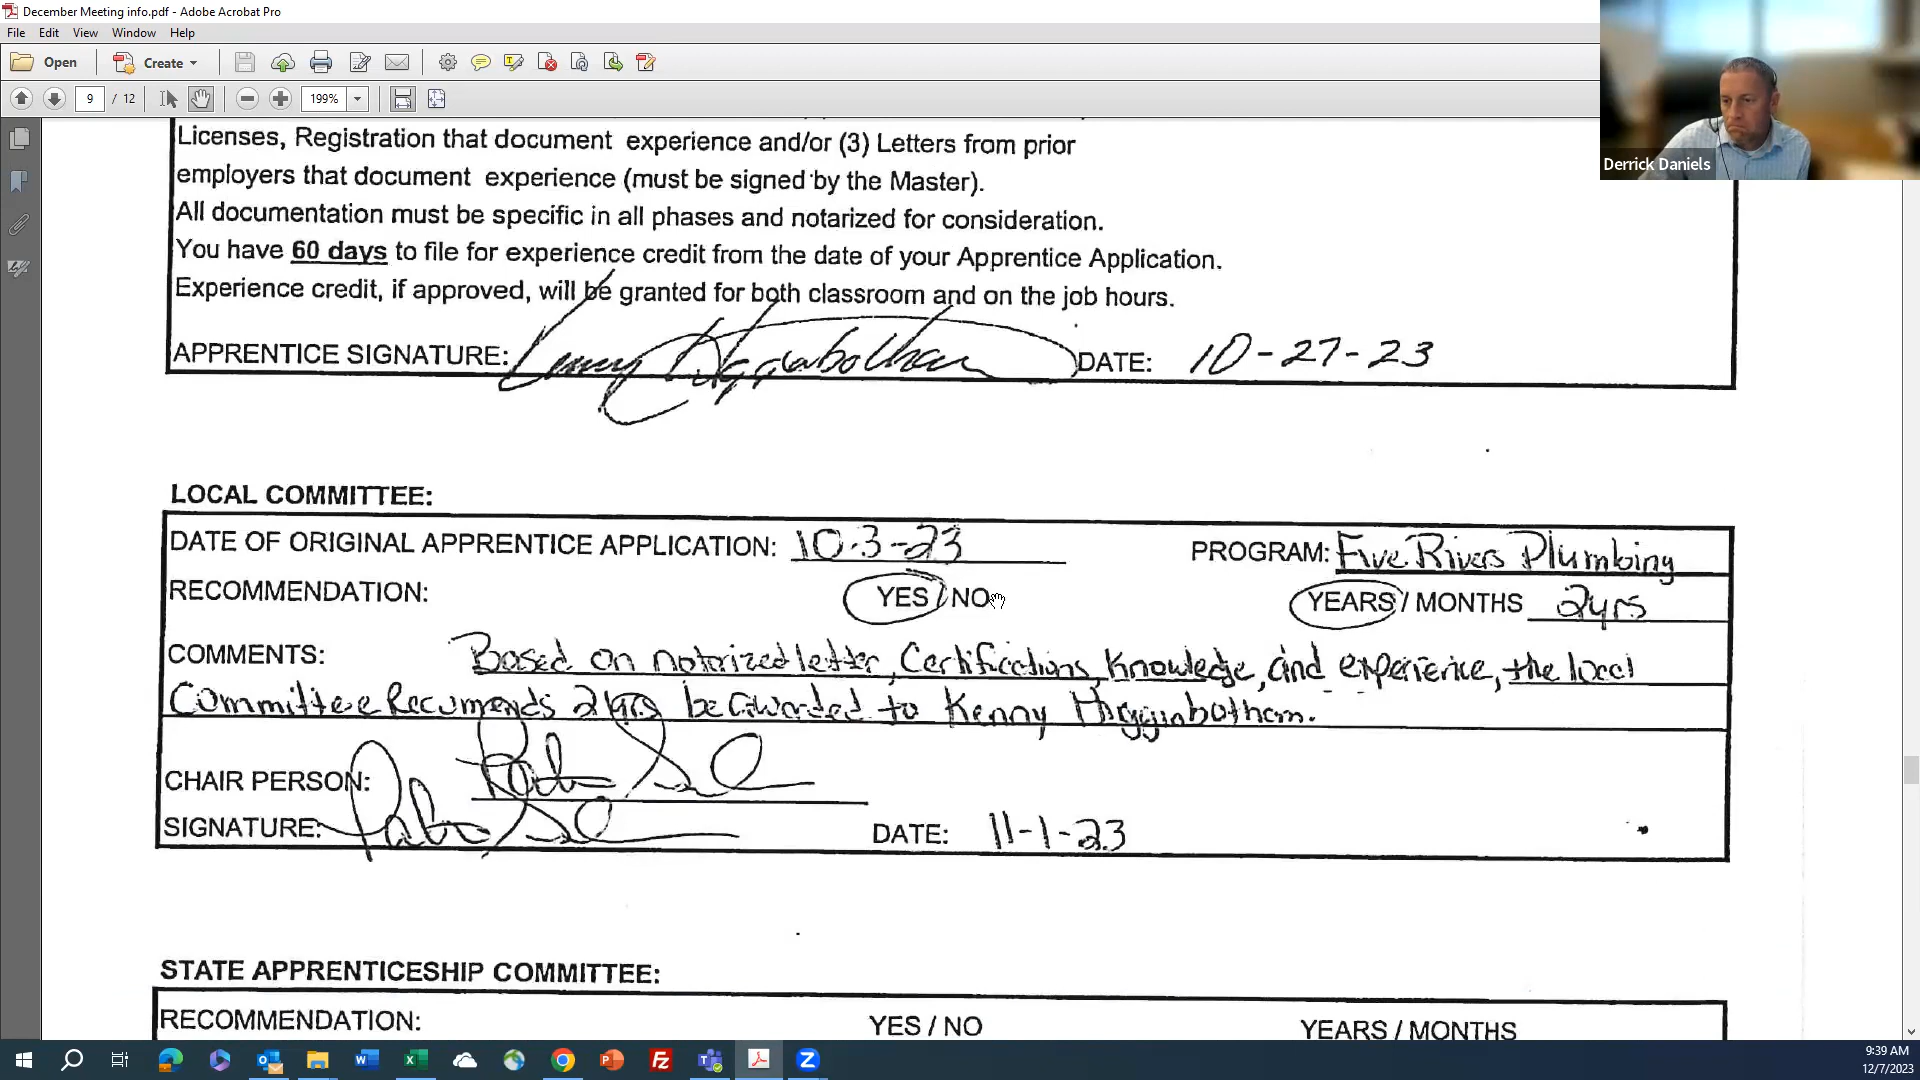 December Meeting info.pdf - Adobe Acrobat Pro
File Edit View Window Help
Open Create
9 / 12 199%
Derrick Daniels
Licenses, Registration that document experience and/or (3) Letters from prior
employers that document experience (must be signed by the Master).
All documentation must be specific in all phases and notarized for consideration.
You have 60 days to file for experience credit from the date of your Apprentice Application.
Experience credit, if approved, will be granted for both classroom and on the job hours.
APPRENTICE SIGNATURE: Kenny Higginbotham DATE: 10-27-23
LOCAL COMMITTEE:
DATE OF ORIGINAL APPRENTICE APPLICATION: 10-3-23 PROGRAM: Five Rivers Plumbing
RECOMMENDATION: YES / NO YEARS / MONTHS 2yrs
COMMENTS: Based on notorized letter, Certifications, Knowledge, and experience, the local
Committee Recumends 2 yrs be awarded to Kenny Higginbotham.
CHAIR PERSON:
SIGNATURE: DATE: 11-1-23
STATE APPRENTICESHIP COMMITTEE:
RECOMMENDATION: YES / NO YEARS / MONTHS
9:39 AM
12/7/2023